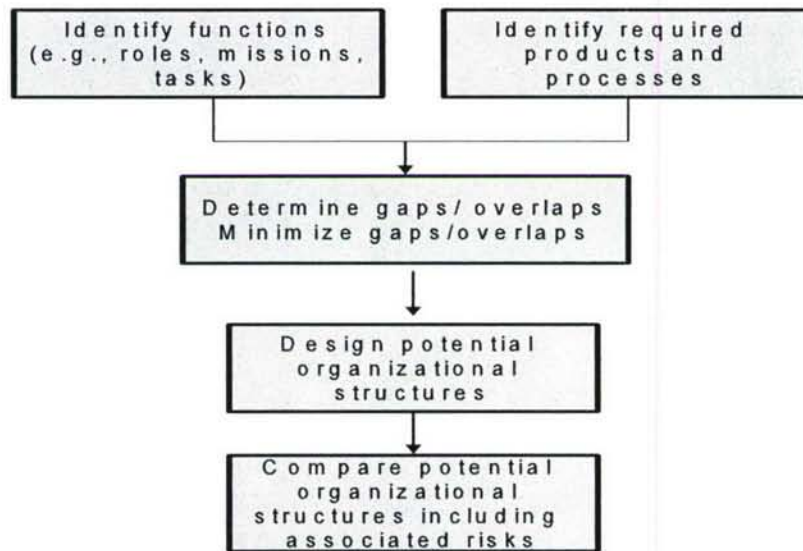 Identify functions
(e.g., roles, missions,
tasks)
Identify required
products and
processes
Determine gaps/ overlaps
Minimize gaps/overlaps
Design potential
organizational
structures
Compare potential
organizational
structures including
associated risks